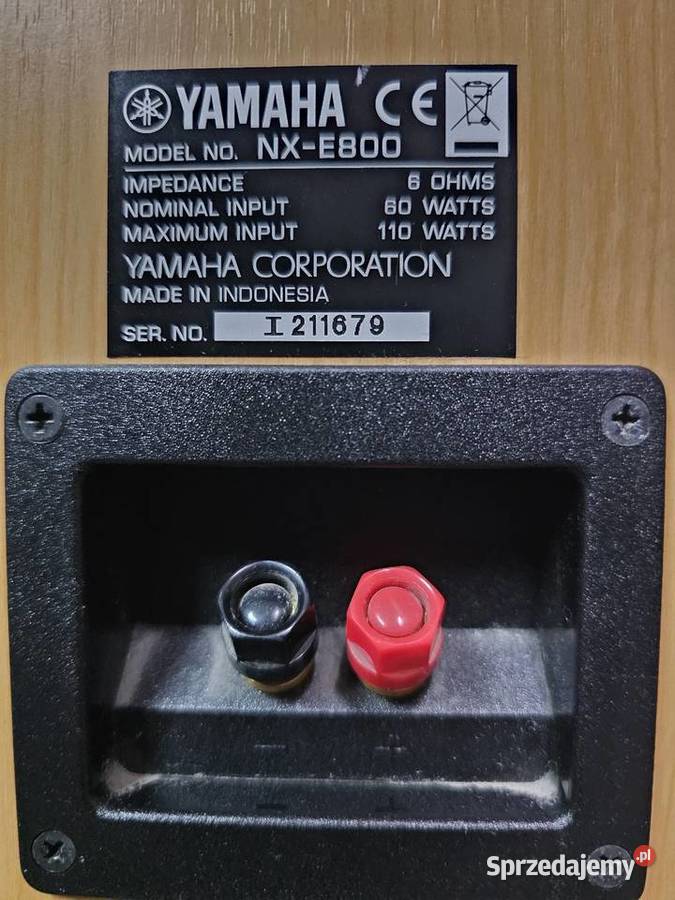 YAMAHA CE
MODEL NO. NX-E800
IMPEDANCE 6 OHMS
NOMINAL INPUT 60 WATTS
MAXIMUM INPUT 110 WATTS
YAMAHA CORPORATION
MADE IN INDONESIA
SER. NO. I 211679
- +
Sprzedajemy.pl